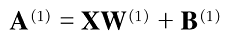 A⁽¹⁾ = XW⁽¹⁾ + B⁽¹⁾